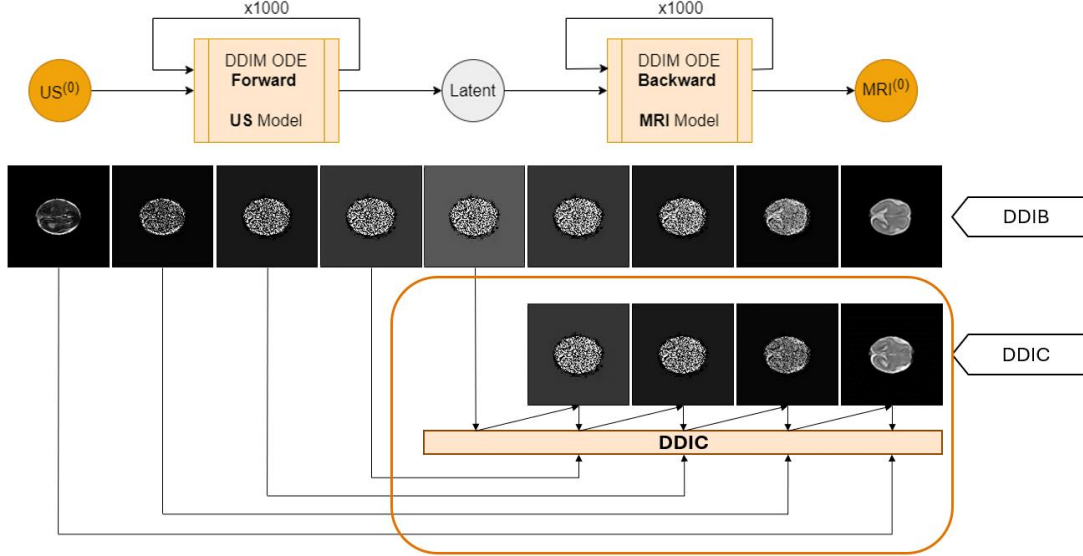 x1000
x1000
US(0)
DDIM ODE
Forward
US Model
Latent
DDIM ODE
Backward
MRI Model
MRI(0)
DDIB
DDIC
DDIC